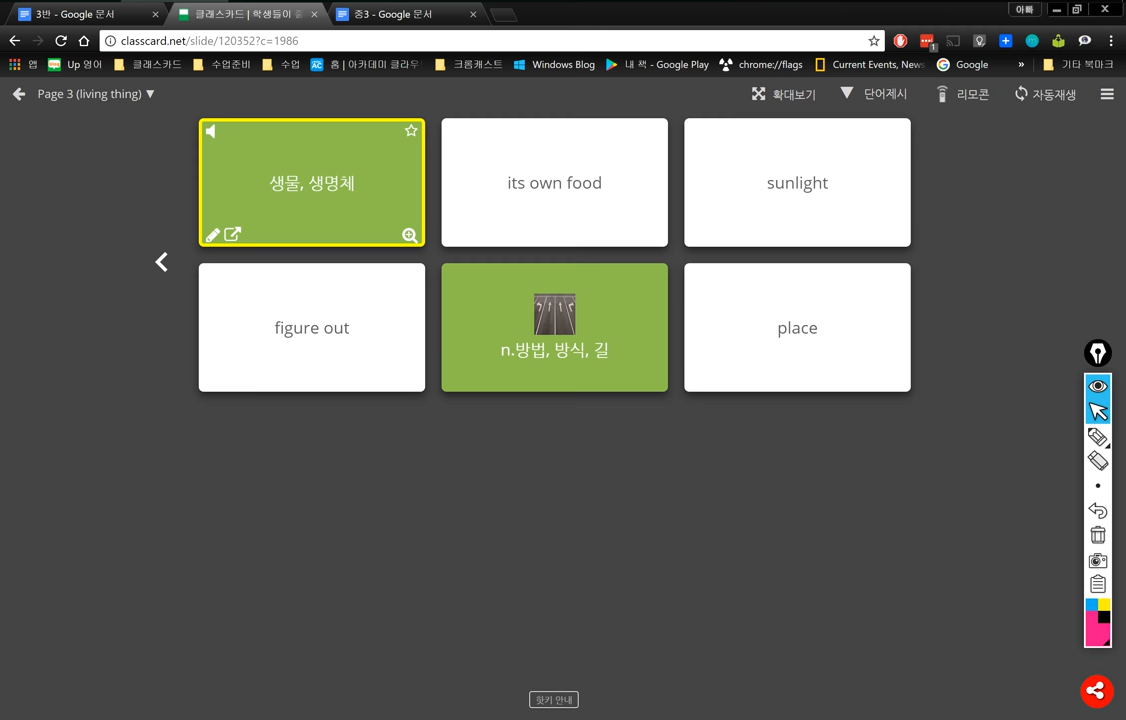 3반 - Google 문서
클래스카드 | 학생들이 줄
중3 - Google 문서
아빠
classcard.net/slide/120352?c=1986
1
앱
Up 영어
클래스카드
수업준비
수업
홈 | 아카데미 클라우
크롬캐스트
Windows Blog
내 책 - Google Play
chrome://flags
Current Events, News
Google
»
기타 북마크
Page 3 (living thing) ▼
확대보기
단어제시
리모콘
자동재생
생물, 생명체
its own food
sunlight
figure out
n.방법, 방식, 길
place
핫키 안내